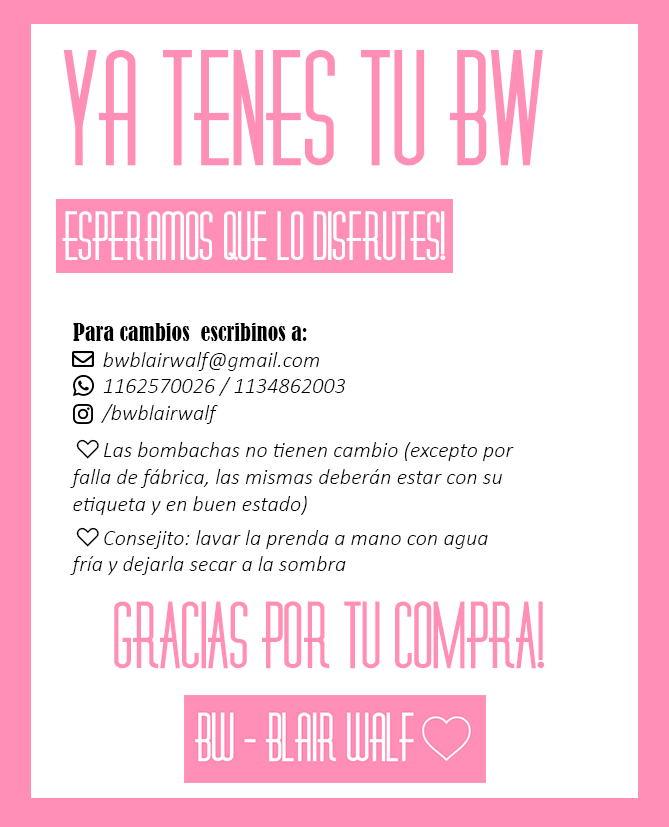 YA TENES TU BW
ESPERAMOS QUE LO DISFRUTES!
Para cambios escribinos a:
bwblairwalf@gmail.com
1162570026 / 1134862003
/bwblairwalf
Las bombachas no tienen cambio (excepto por
falla de fábrica, las mismas deberán estar con su
etiqueta y en buen estado)
Consejito: lavar la prenda a mano con agua
fría y dejarla secar a la sombra
GRACIAS POR TU COMPRA!
BW - BLAIR WALF